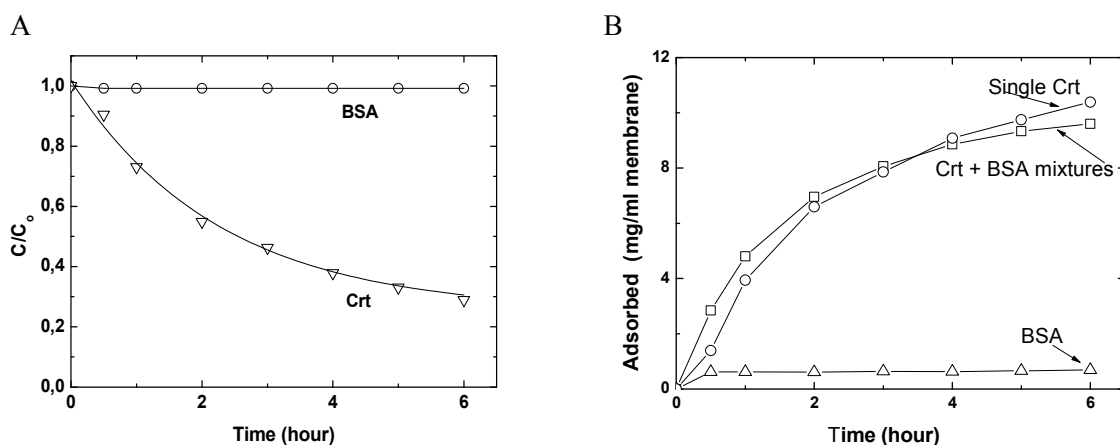 A
B
1,0
0,8
0,6
0,4
0,2
0,0
C/C₀
BSA
Crt
0
2
4
6
Time (hour)
12
8
4
0
Adsorbed (mg/ml membrane)
Single Crt
Crt + BSA mixtures
BSA
0
2
4
6
Time (hour)